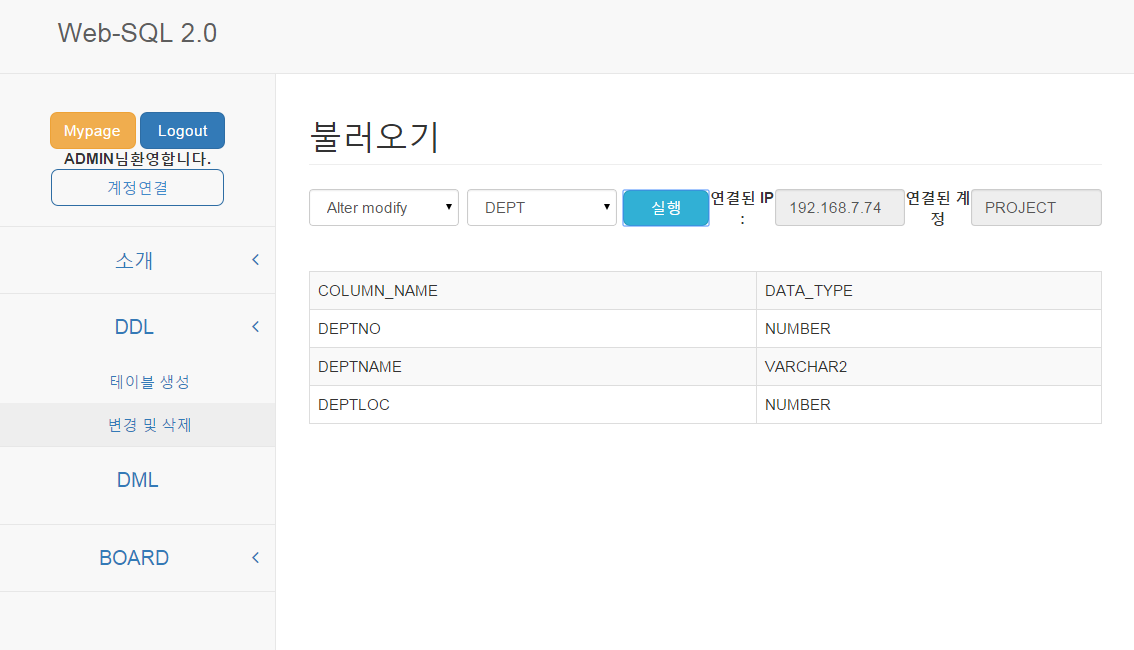 Web-SQL 2.0
Mypage Logout
ADMIN님환영합니다.
계정연결
소개
DDL
테이블 생성
변경 및 삭제
DML
BOARD
불러오기
Alter modify DEPT 실행 연결된 IP : 192.168.7.74 연결된 계정 PROJECT
COLUMN_NAME DATA_TYPE
DEPTNO NUMBER
DEPTNAME VARCHAR2
DEPTLOC NUMBER